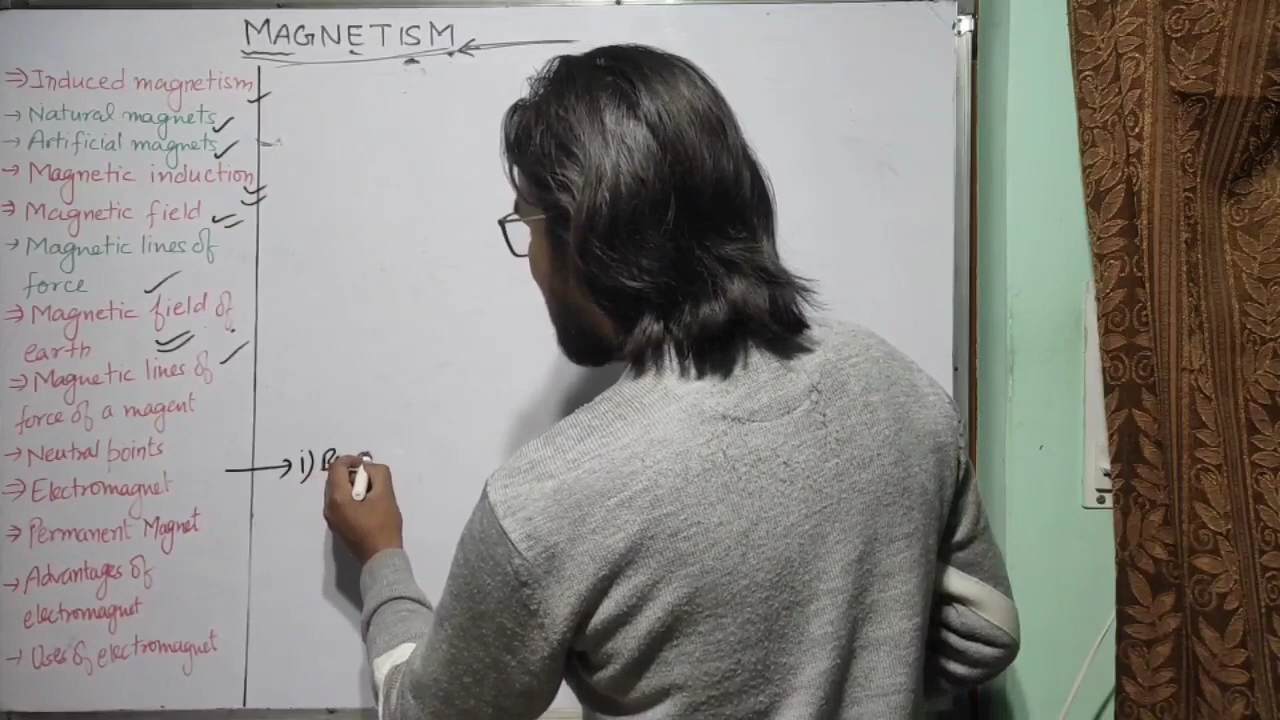 MAGNETISM
⇒ Induced magnetism
→ Natural magnets
→ Artificial magnets
→ Magnetic induction
⇒ Magnetic field
→ Magnetic lines of
force
⇒ Magnetic field of
earth
⇒ Magnetic lines of
force of a magent
→ Neutral points
→ i)
⇒ Electromagnet
→ Permanent Magnet
→ Advantages of
electromagnet
→ Uses of electromagnet